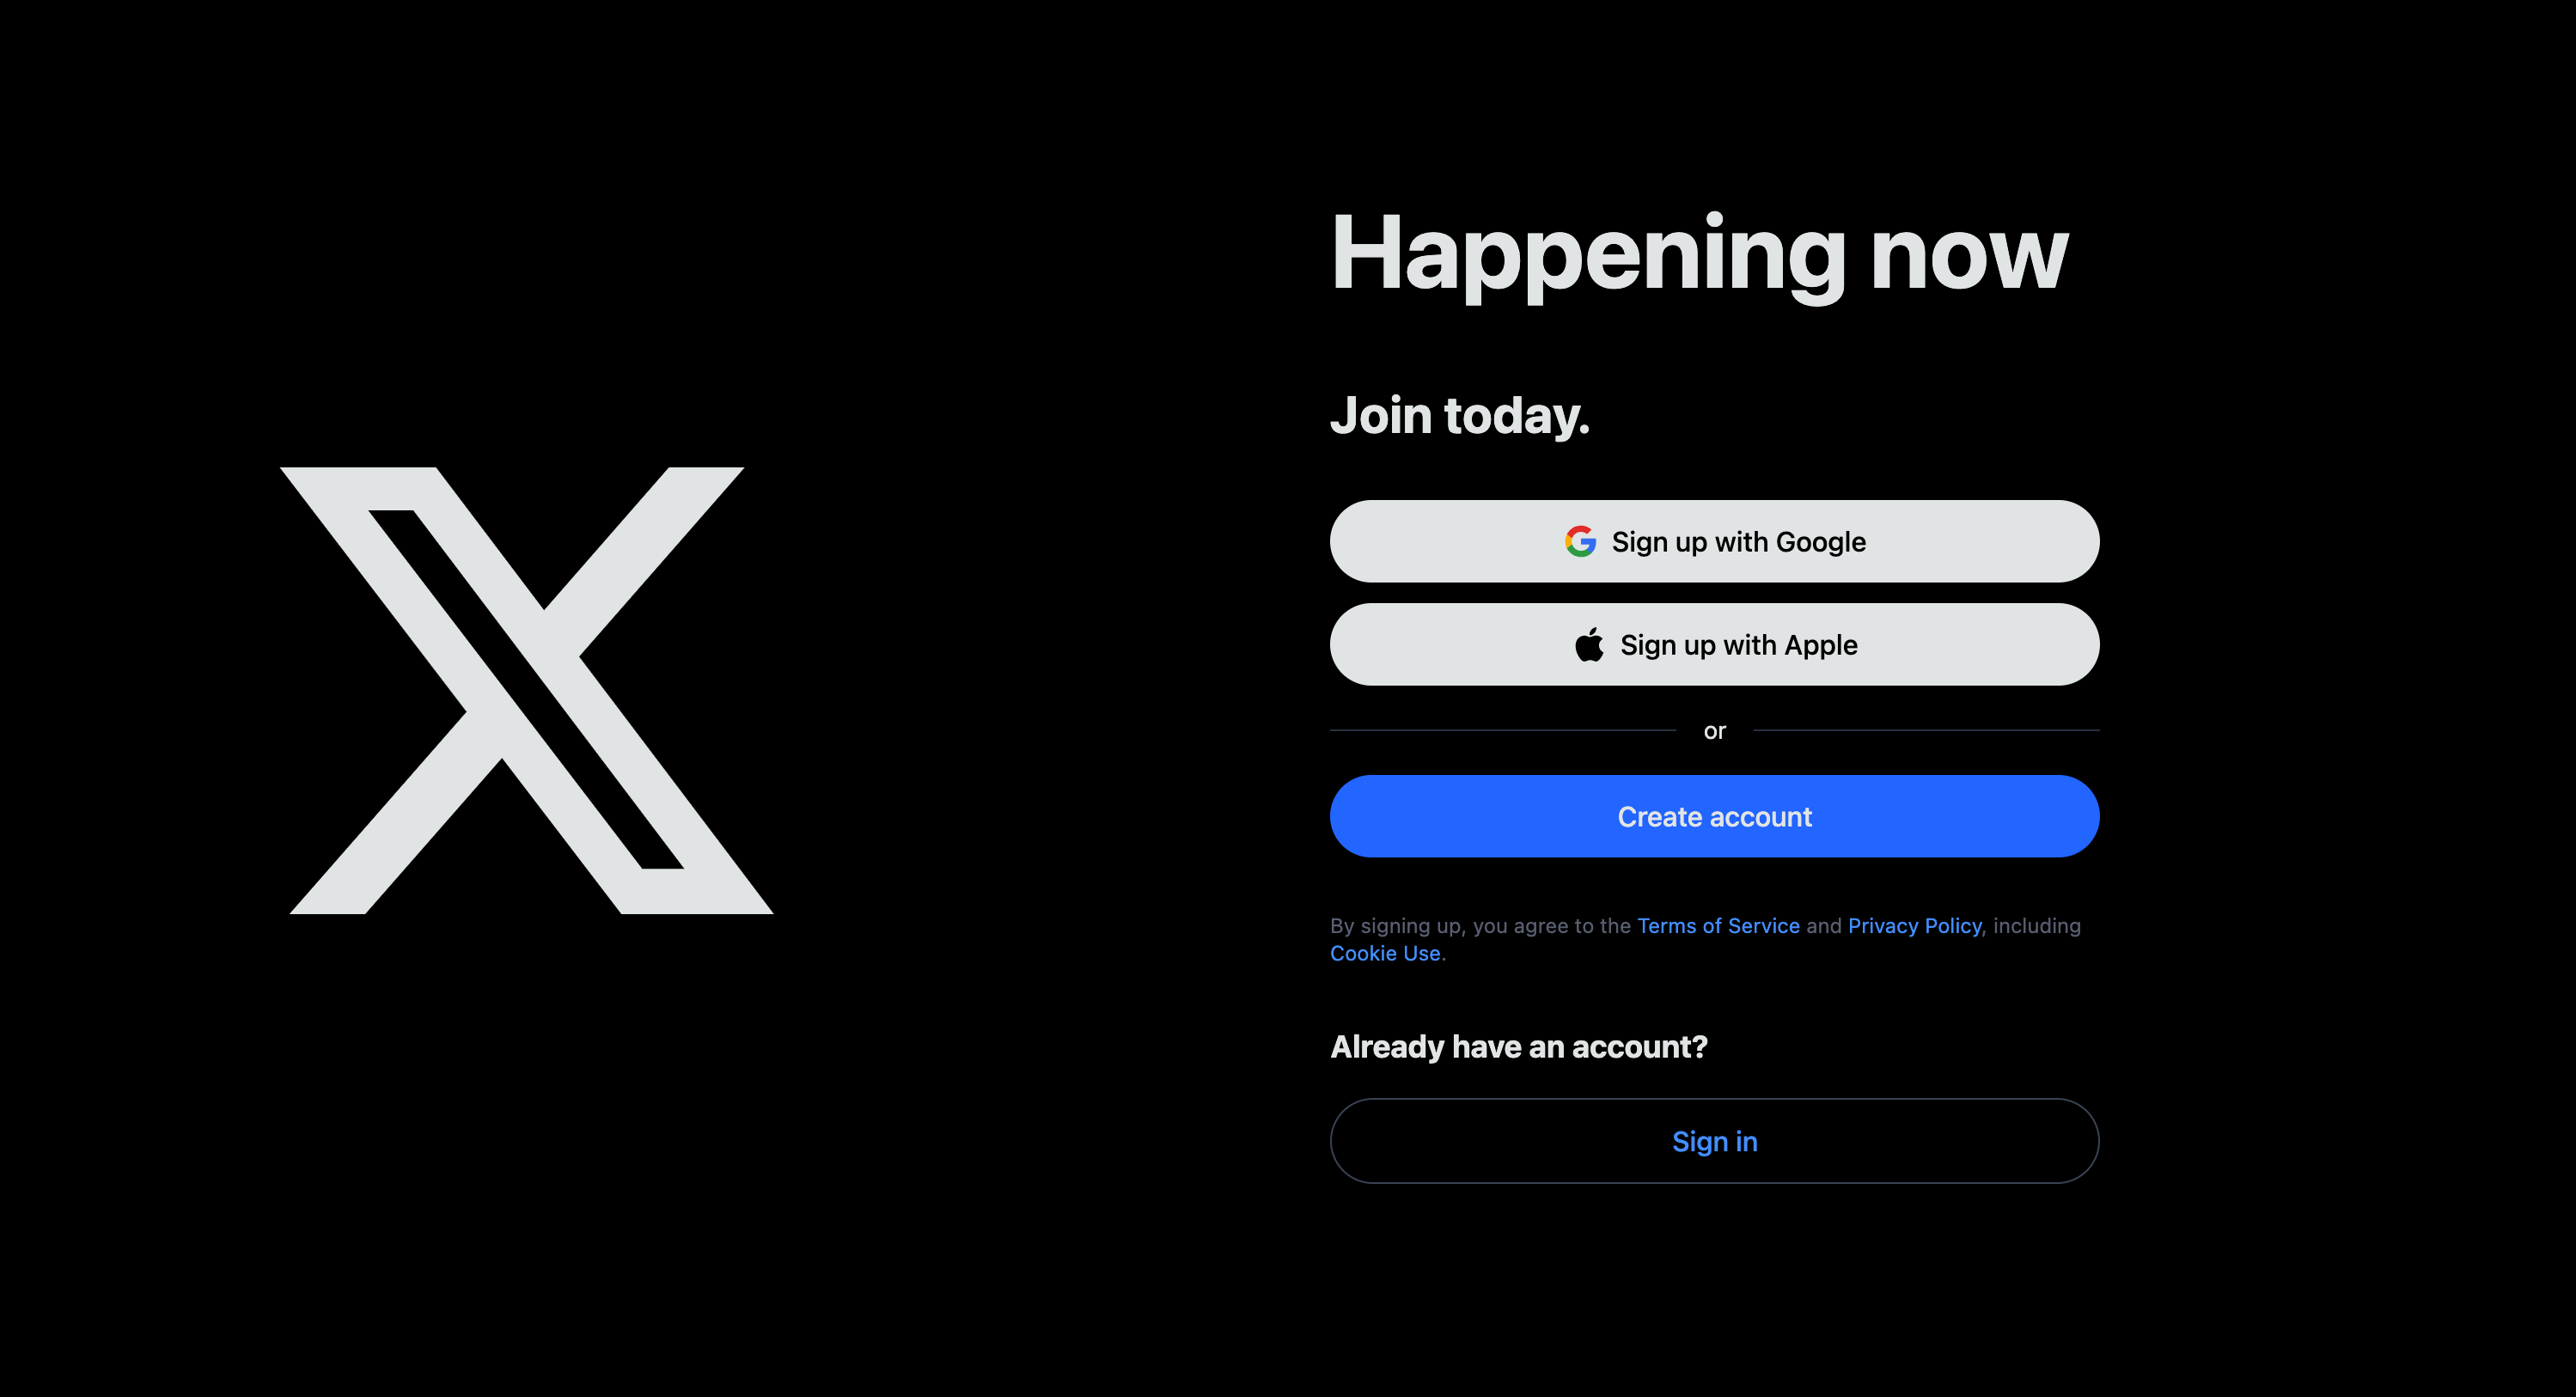 Happening now
Join today.
Sign up with Google
Sign up with Apple
or
Create account
By signing up, you agree to the Terms of Service and Privacy Policy, including
Cookie Use.
Already have an account?
Sign in